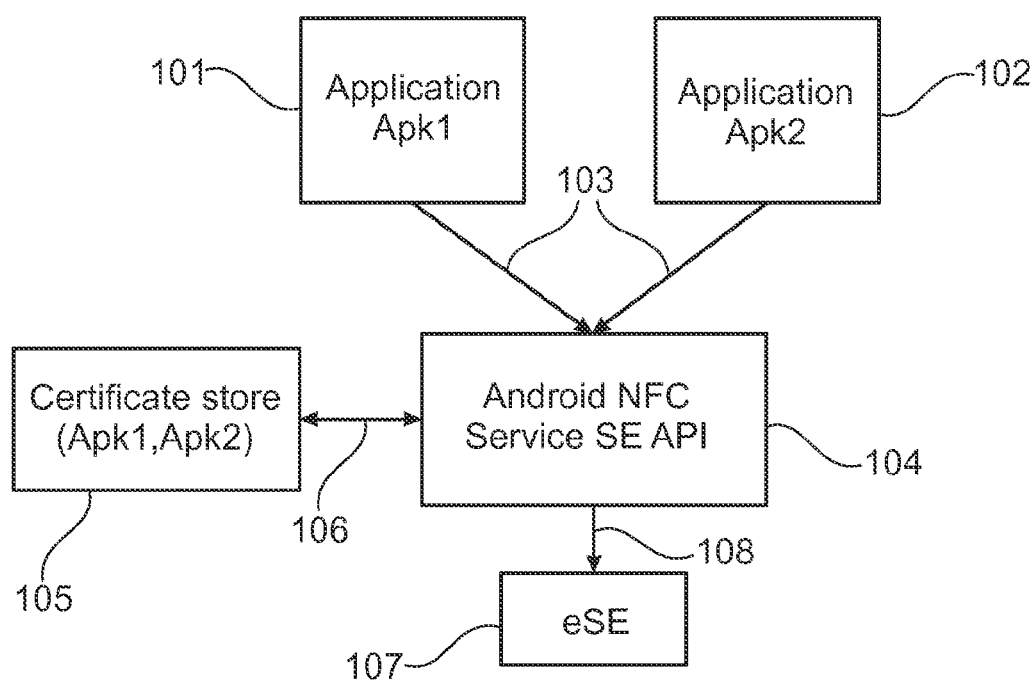 101
Application
Apk1
Application
Apk2
102
103
Certificate store
(Apk1,Apk2)
Android NFC
Service SE API
104
106
105
108
eSE
107